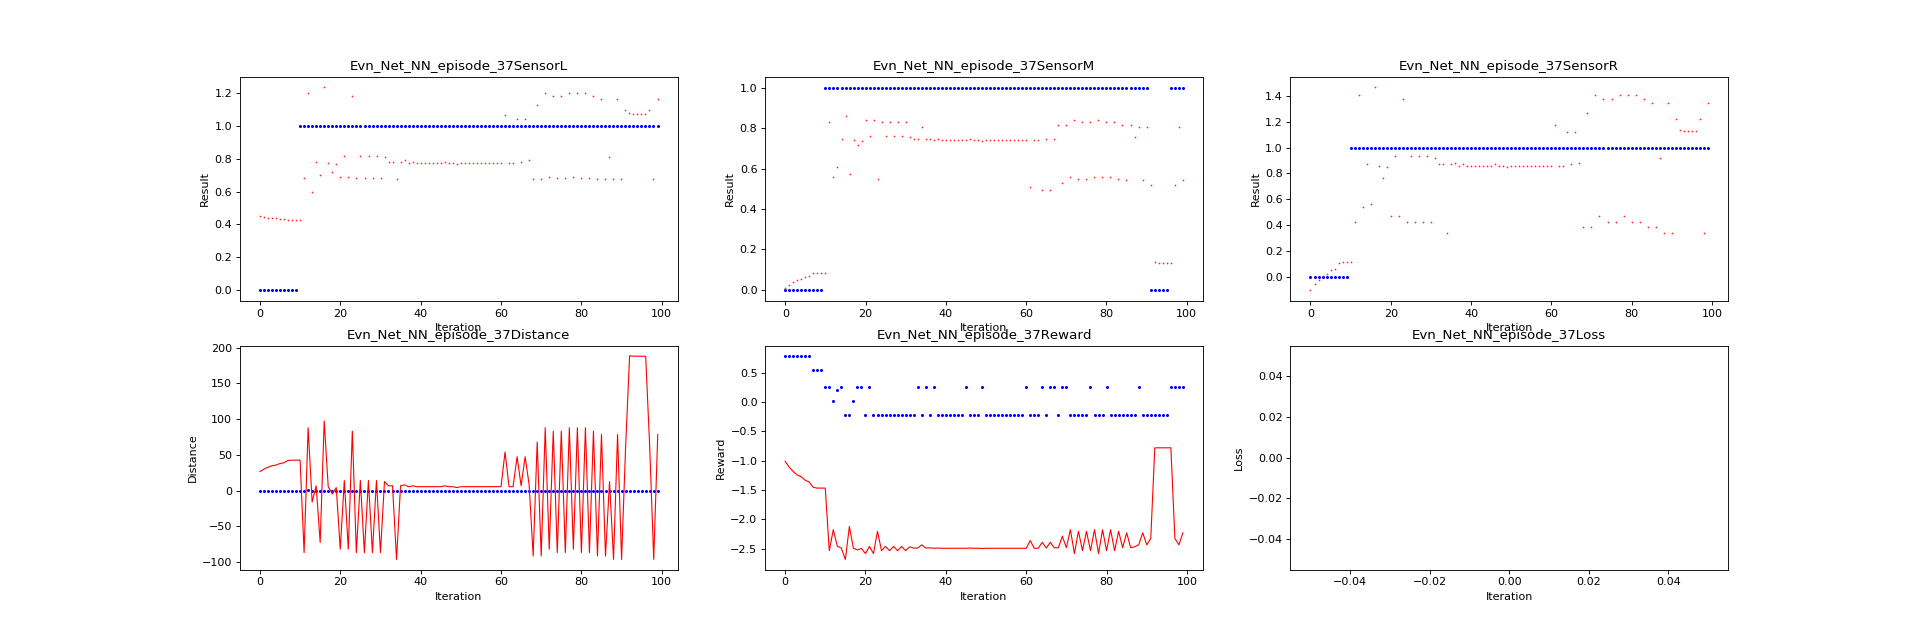 Evn_Net_NN_episode_37SensorL
Evn_Net_NN_episode_37SensorM
Evn_Net_NN_episode_37SensorR
Result
1.2
1.0
0.8
0.6
0.4
0.2
0.0
0 20 40 60 80 100
Iteration
Result
1.0
0.8
0.6
0.4
0.2
0.0
0 20 40 60 80 100
Iteration
Result
1.4
1.2
1.0
0.8
0.6
0.4
0.2
0.0
0 20 40 60 80 100
Iteration
Evn_Net_NN_episode_37Distance
Evn_Net_NN_episode_37Reward
Evn_Net_NN_episode_37Loss
Distance
200
150
100
50
0
−50
−100
0 20 40 60 80 100
Iteration
Reward
0.5
0.0
−0.5
−1.0
−1.5
−2.0
−2.5
0 20 40 60 80 100
Iteration
Loss
0.04
0.02
0.00
−0.02
−0.04
−0.04 −0.02 0.00 0.02 0.04
Iteration